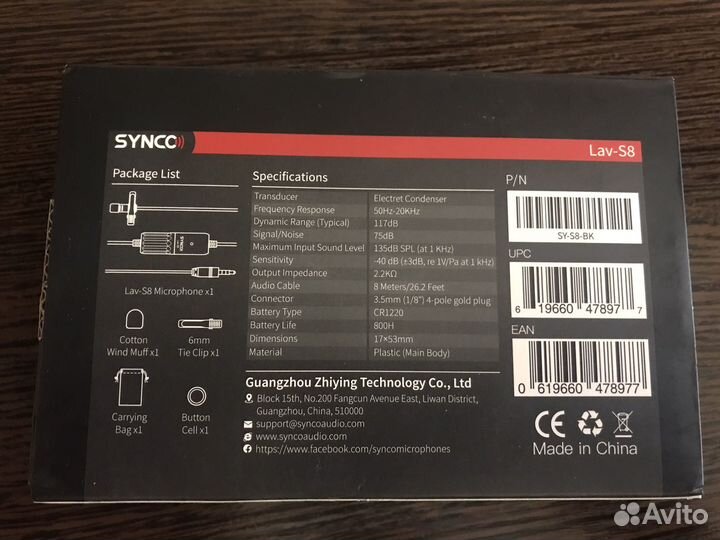 SYNCO
Lav-S8
Package List
Lav-S8 Microphone x1
Cotton
Wind Muff x1
6mm
Tie Clip x1
Carrying
Bag x1
Button
Cell x1
Specifications
Transducer Electret Condenser
Frequency Response 50Hz-20KHz
Dynamic Range (Typical) 117dB
Signal/Noise 75dB
Maximum Input Sound Level 135dB SPL (at 1 KHz)
Sensitivity -40 dB (±3dB, re 1V/Pa at 1 kHz)
Output Impedance 2.2KΩ
Audio Cable 8 Meters/26.2 Feet
Connector 3.5mm (1/8") 4-pole gold plug
Battery Type CR1220
Battery Life 800H
Dimensions 17×53mm
Material Plastic (Main Body)
Guangzhou Zhiying Technology Co., Ltd
Block 15th, No.200 Fangcun Avenue East, Liwan District,
Guangzhou, China, 510000
support@syncoaudio.com
www.syncoaudio.com
https://www.facebook.com/syncomicrophones
P/N
SY-S8-BK
UPC
6 19660 47897 7
EAN
0 619660 478977
CE
Made in China
Avito